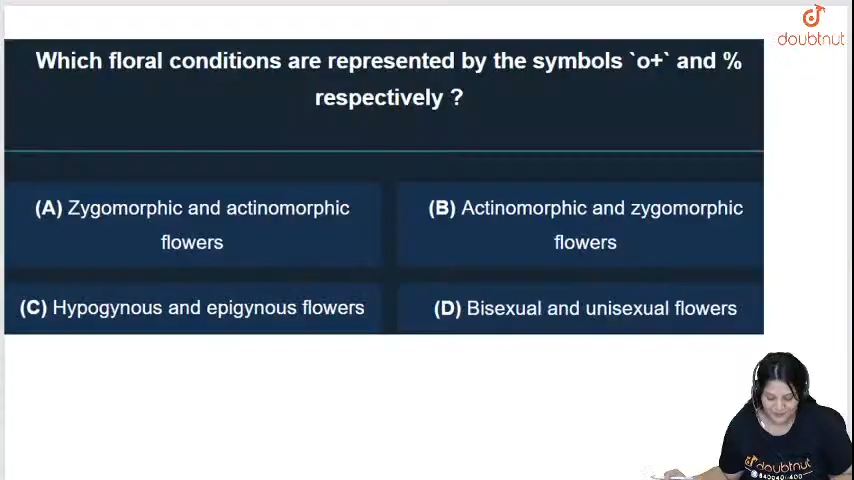 doubtnut
Which floral conditions are represented by the symbols `o+` and %
respectively ?
(A) Zygomorphic and actinomorphic
flowers
(B) Actinomorphic and zygomorphic
flowers
(C) Hypogynous and epigynous flowers
(D) Bisexual and unisexual flowers
doubtnut